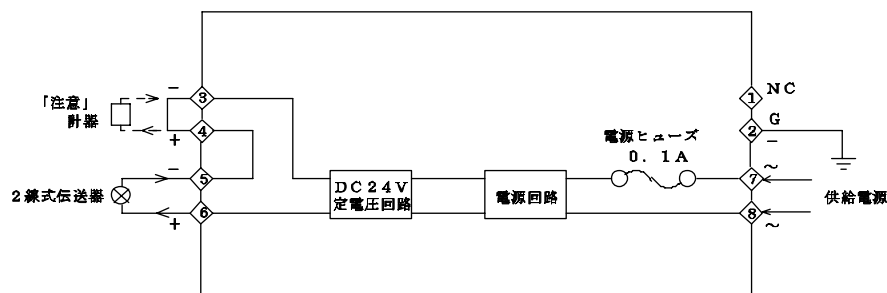 ③
①
NC
「注意」
計器
－
＋
④
②
G
－
電源ヒューズ
0．1A
2線式伝送器
－
＋
⑤
⑥
DC24V
定電圧回路
電源回路
⑦
～
⑧
～
供給電源